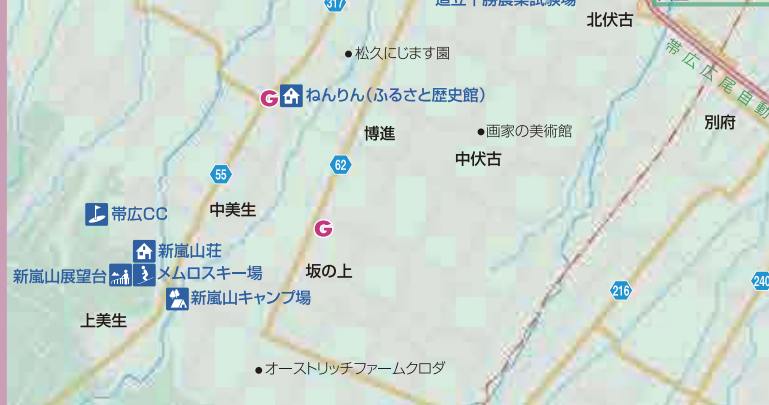 317
道立十勝農業試験場
北伏古
●松久にじます園
帯広広尾自動
G ねんりん(ふるさと歴史館)
別府
博進
●画家の美術館
中伏古
62
55
帯広CC
中美生
G
新嵐山荘
坂の上
新嵐山展望台 メムロスキー場
240
216
新嵐山キャンプ場
上美生
●オーストリッチファームクロダ